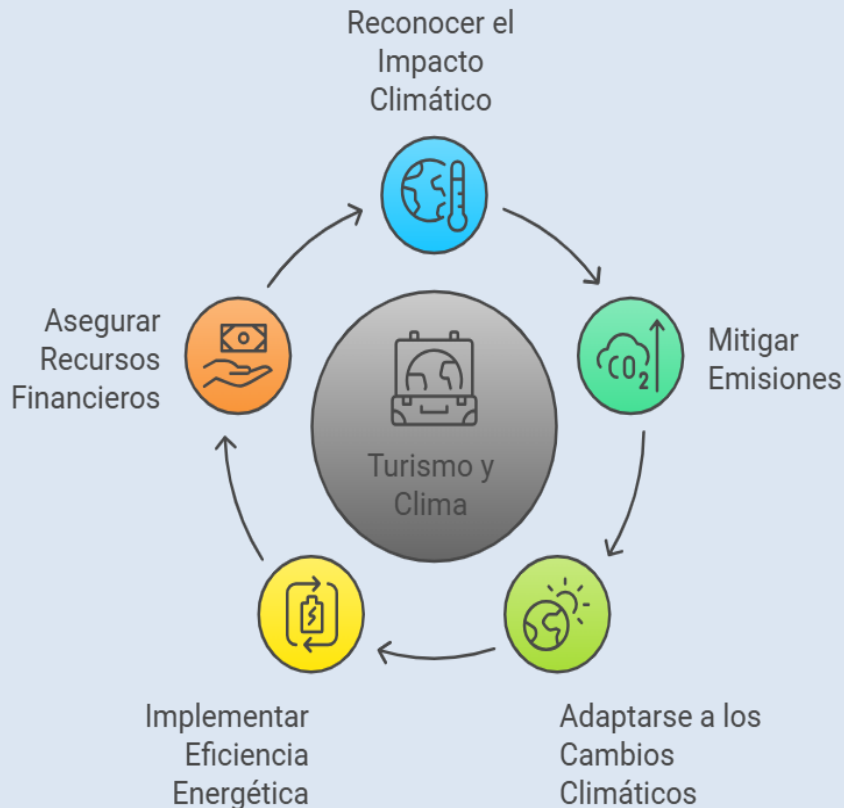 Reconocer el
Impacto
Climático
Asegurar
Recursos
Financieros
CO₂
Mitigar
Emisiones
Turismo y
Clima
Implementar
Eficiencia
Energética
Adaptarse a los
Cambios
Climáticos